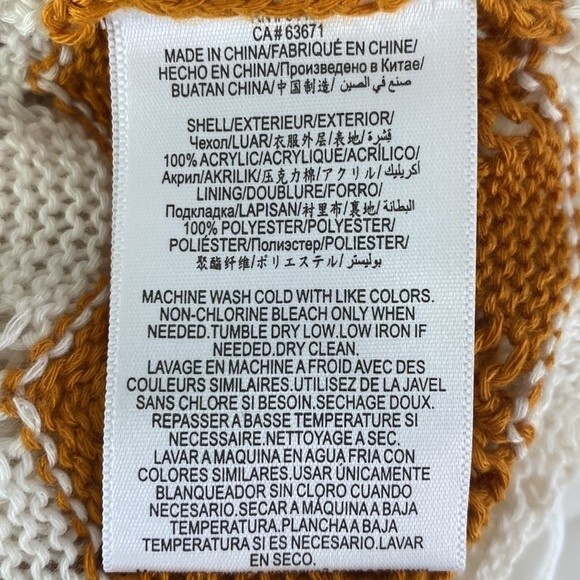 CA# 63671
MADE IN CHINA/FABRIQUÉ EN CHINE/
HECHO EN CHINA/Произведено в Китае/
BUATAN CHINA/中国制造/ صنع في الصين
SHELL/EXTERIEUR/EXTERIOR/
Чехол/LUAR/衣服外层/表地/قشرة/
100% ACRYLIC/ACRYLIQUE/ACRÍLICO/
Акрил/AKRILIK/压克力棉/アクリル/أكريليك/
LINING/DOUBLURE/FORRO/
Подкладка/LAPISAN/衬里布/裏地/البطانة/
100% POLYESTER/POLYESTER/
POLIÉSTER/Полиэстер/POLIESTER/
聚酯纤维/ポリエステル/بوليستر
MACHINE WASH COLD WITH LIKE COLORS.
NON-CHLORINE BLEACH ONLY WHEN
NEEDED.TUMBLE DRY LOW.LOW IRON IF
NEEDED.DRY CLEAN.
LAVAGE EN MACHINE A FROID AVEC DES
COULEURS SIMILAIRES.UTILISEZ DE LA JAVEL
SANS CHLORE SI BESOIN.SECHAGE DOUX.
REPASSER A BASSE TEMPERATURE SI
NECESSAIRE.NETTOYAGE A SEC.
LAVAR A MAQUINA EN AGUA FRIA CON
COLORES SIMILARES.USAR ÚNICAMENTE
BLANQUEADOR SIN CLORO CUANDO
NECESARIO.SECAR A MÁQUINA A BAJA
TEMPERATURA.PLANCHA A BAJA
TEMPERATURA SI ES NECESARIO.LAVAR
EN SECO.